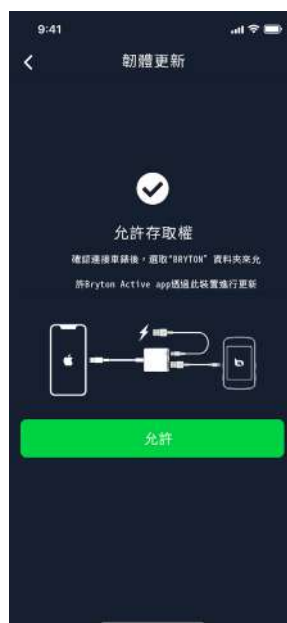 9:41
韌體更新
允許存取權
確認連接車錶後，選取"BRYTON" 資料夾來允
許Bryton Active app透過此裝置進行更新
允許